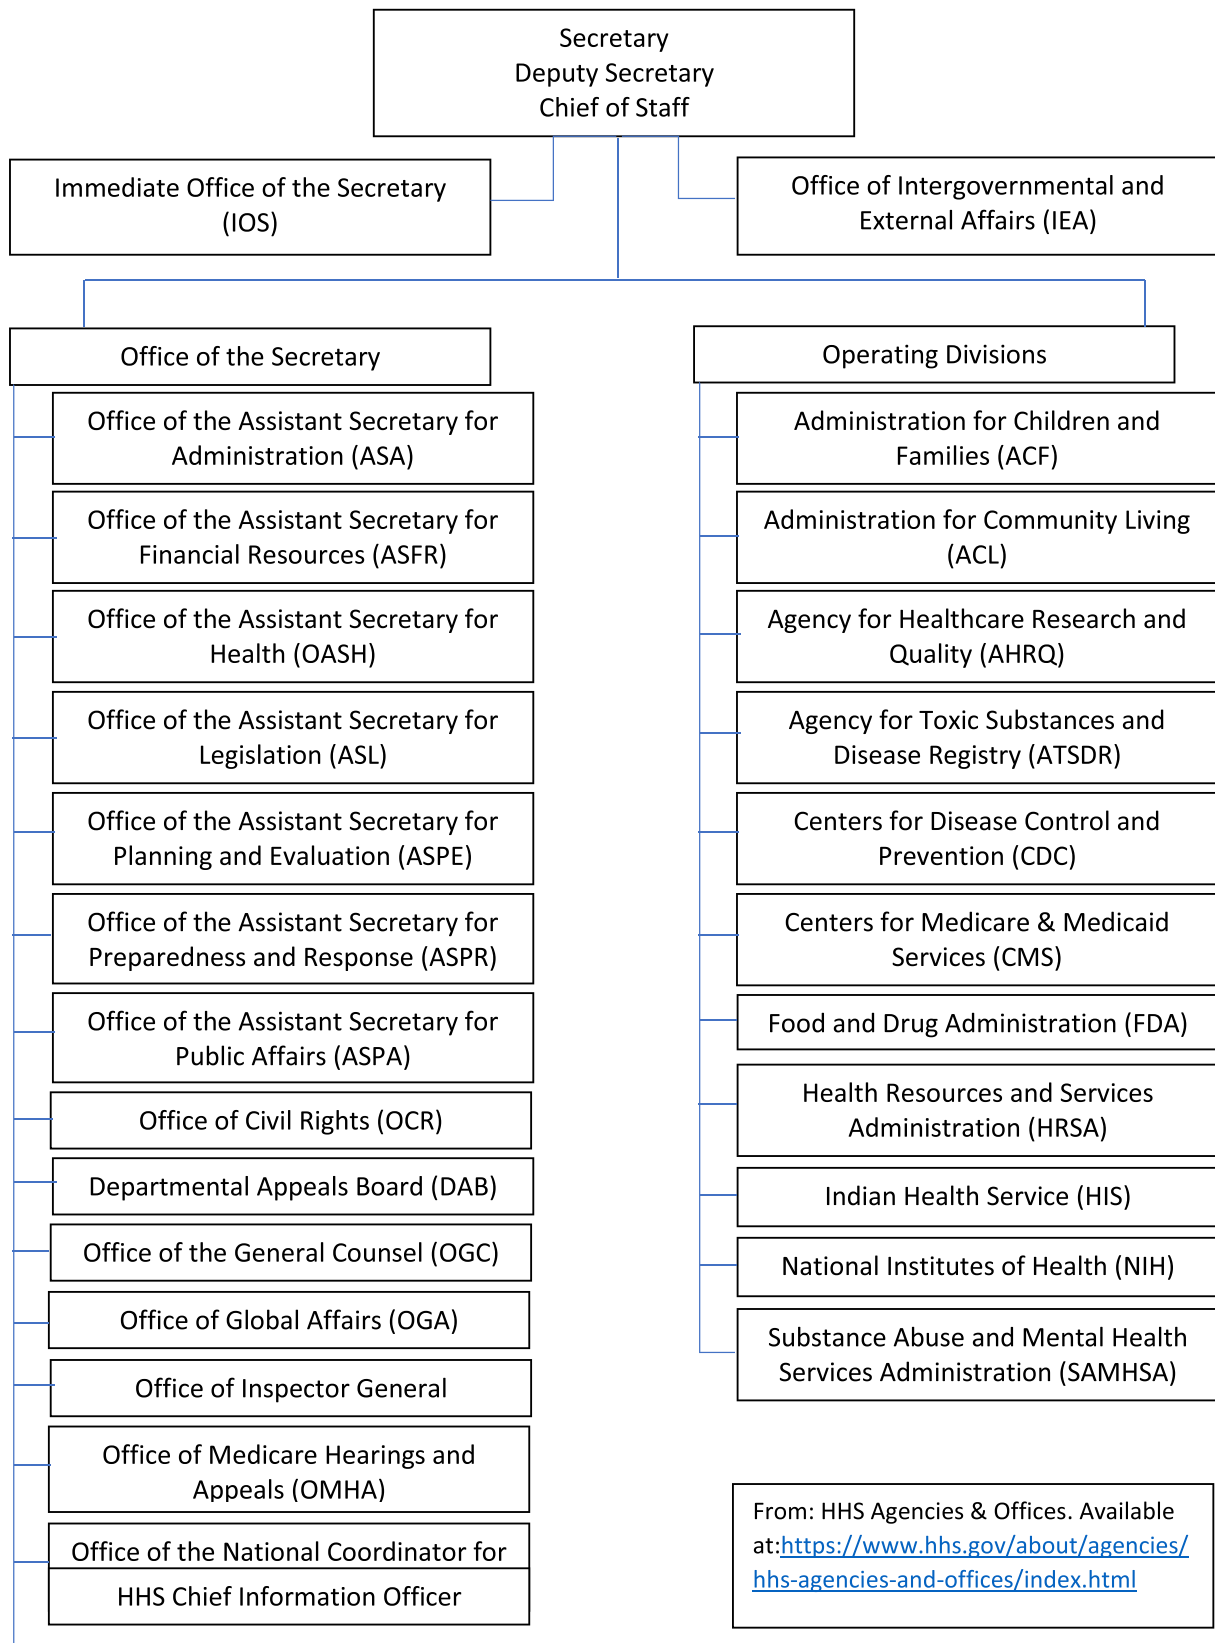 Secretary
Deputy Secretary
Chief of Staff
Immediate Office of the Secretary
(IOS)
Office of Intergovernmental and
External Affairs (IEA)
Office of the Secretary
Office of the Assistant Secretary for
Administration (ASA)
Office of the Assistant Secretary for
Financial Resources (ASFR)
Office of the Assistant Secretary for
Health (OASH)
Office of the Assistant Secretary for
Legislation (ASL)
Office of the Assistant Secretary for
Planning and Evaluation (ASPE)
Office of the Assistant Secretary for
Preparedness and Response (ASPR)
Office of the Assistant Secretary for
Public Affairs (ASPA)
Office of Civil Rights (OCR)
Departmental Appeals Board (DAB)
Office of the General Counsel (OGC)
Office of Global Affairs (OGA)
Office of Inspector General
Office of Medicare Hearings and
Appeals (OMHA)
Office of the National Coordinator for
HHS Chief Information Officer
Operating Divisions
Administration for Children and
Families (ACF)
Administration for Community Living
(ACL)
Agency for Healthcare Research and
Quality (AHRQ)
Agency for Toxic Substances and
Disease Registry (ATSDR)
Centers for Disease Control and
Prevention (CDC)
Centers for Medicare & Medicaid
Services (CMS)
Food and Drug Administration (FDA)
Health Resources and Services
Administration (HRSA)
Indian Health Service (HIS)
National Institutes of Health (NIH)
Substance Abuse and Mental Health
Services Administration (SAMHSA)
From: HHS Agencies & Offices. Available
at:https://www.hhs.gov/about/agencies/
hhs-agencies-and-offices/index.html